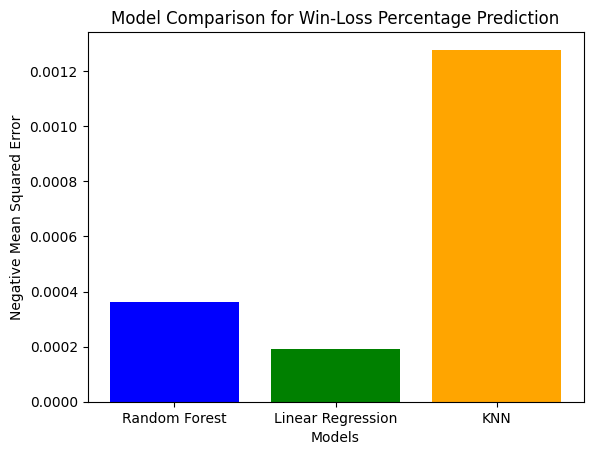 Model Comparison for Win-Loss Percentage Prediction
Negative Mean Squared Error
0.0012
0.0010
0.0008
0.0006
0.0004
0.0002
0.0000
Random Forest
Linear Regression
KNN
Models